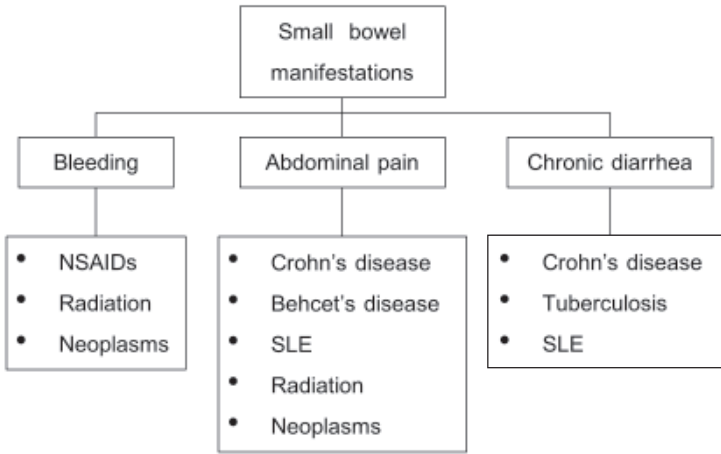 Small bowel
manifestations
Bleeding
Abdominal pain
Chronic diarrhea
• NSAIDs
• Radiation
• Neoplasms
• Crohn's disease
• Behcet's disease
• SLE
• Radiation
• Neoplasms
• Crohn's disease
• Tuberculosis
• SLE